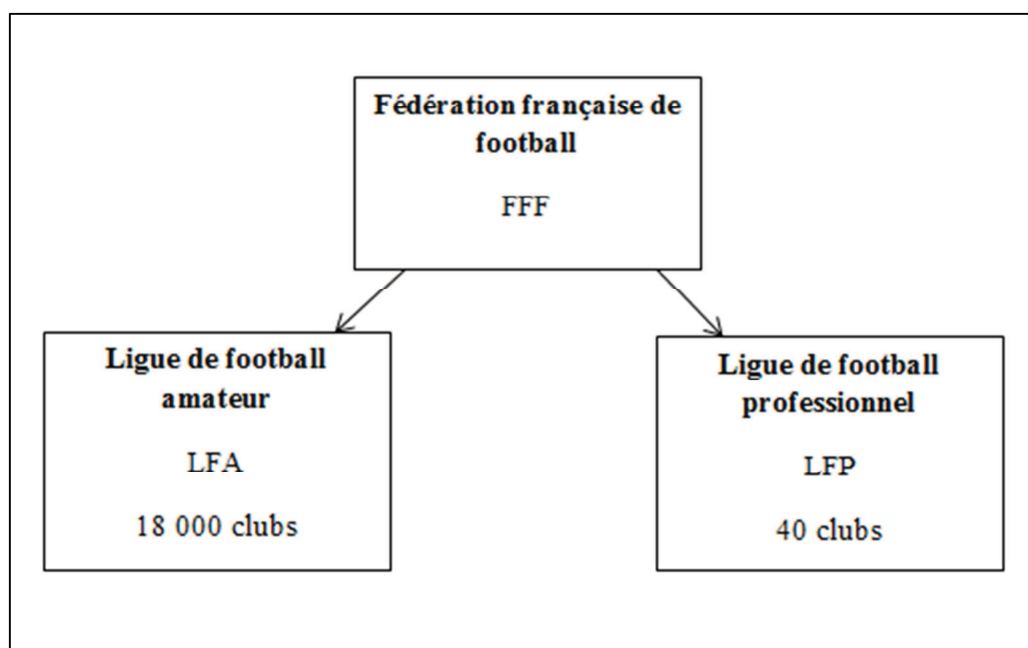 Fédération française de
football
FFF
Ligue de football
amateur
LFA
18 000 clubs
Ligue de football
professionnel
LFP
40 clubs